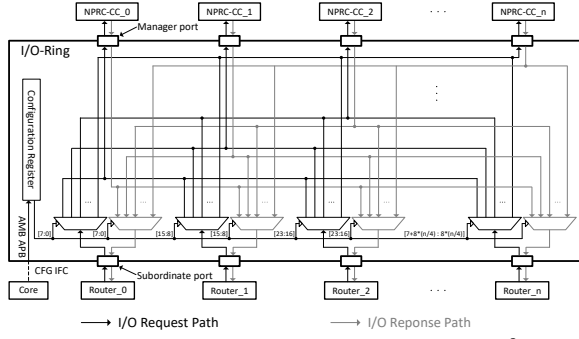 NPRC-CC_0 NPRC-CC_1 NPRC-CC_2 . . . NPRC-CC_n
Manager port
I/O-Ring
Configuration Register
...
... ... ... ... ... ... ... ...
AMB APB
[7:0] [7:0] [15:8] [15:8] [23:16] [23:16] [7+8*(n/4) : 8*(n/4)]
CFG IFC
Subordinate port
Core Router_0 Router_1 Router_2 . . . Router_n
I/O Request Path I/O Reponse Path